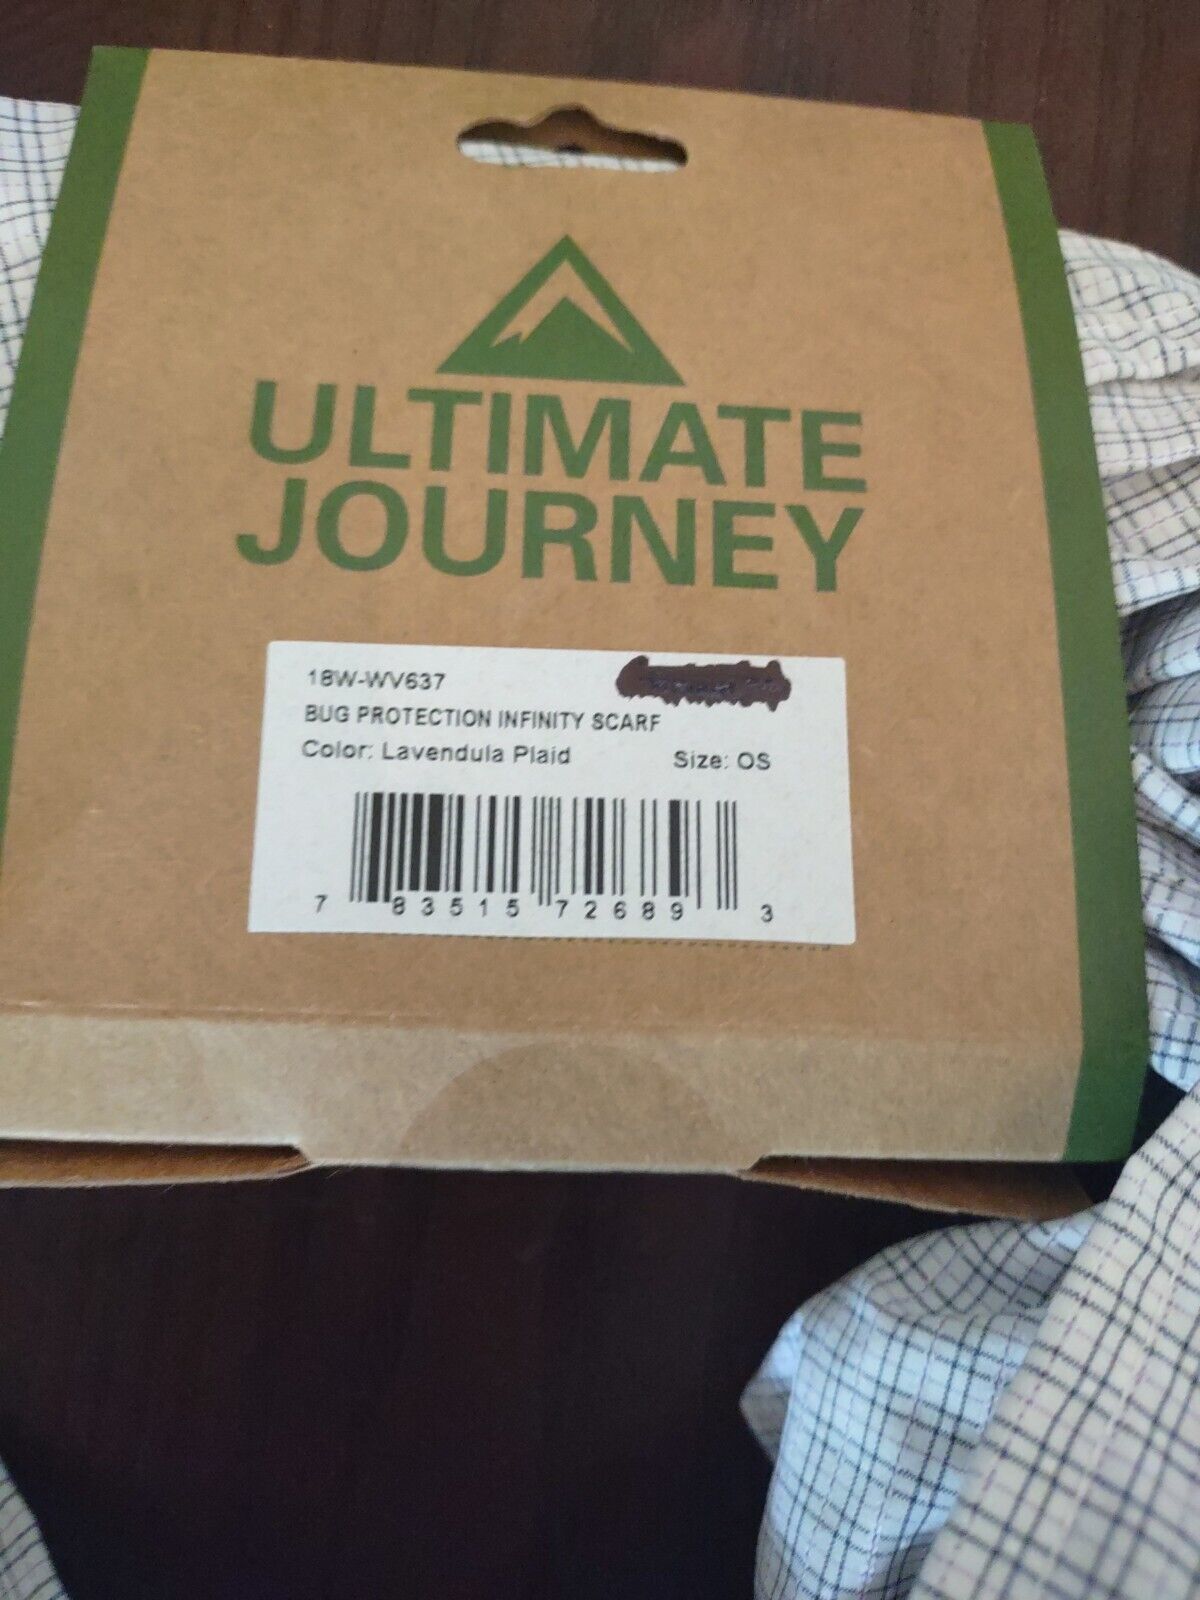 ULTIMATE
JOURNEY
18W-WV637
BUG PROTECTION INFINITY SCARF
Color: Lavendula Plaid Size: OS
7 83515 72689 3